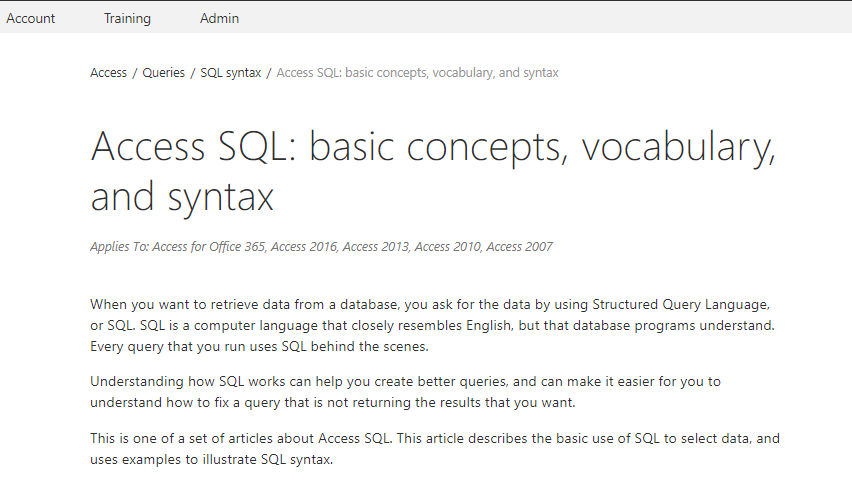 Account Training Admin
Access / Queries / SQL syntax / Access SQL: basic concepts, vocabulary, and syntax
Access SQL: basic concepts, vocabulary,
and syntax
Applies To: Access for Office 365, Access 2016, Access 2013, Access 2010, Access 2007
When you want to retrieve data from a database, you ask for the data by using Structured Query Language,
or SQL. SQL is a computer language that closely resembles English, but that database programs understand.
Every query that you run uses SQL behind the scenes.
Understanding how SQL works can help you create better queries, and can make it easier for you to
understand how to fix a query that is not returning the results that you want.
This is one of a set of articles about Access SQL. This article describes the basic use of SQL to select data, and
uses examples to illustrate SQL syntax.